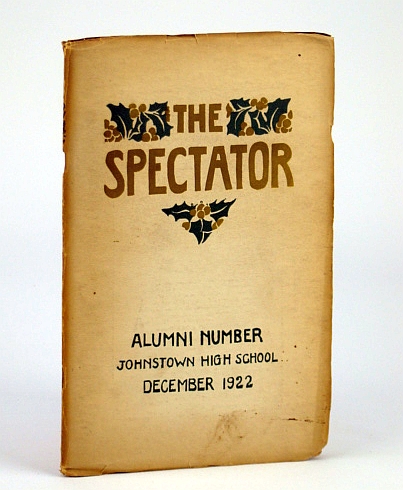 THE
SPECTATOR
ALUMNI NUMBER
JOHNSTOWN HIGH SCHOOL..
DECEMBER 1922